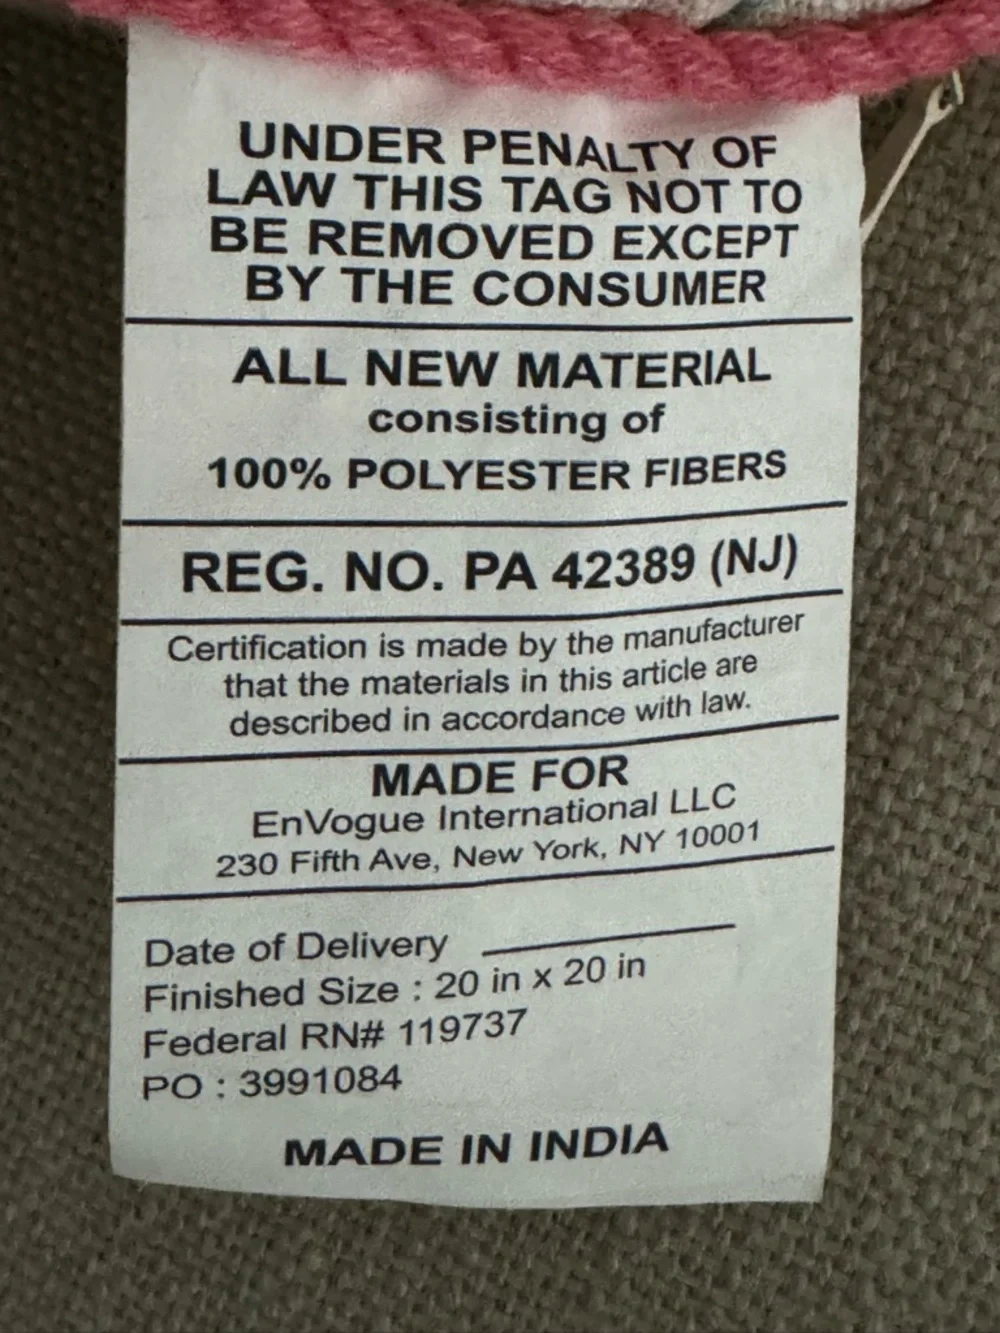 UNDER PENALTY OF
LAW THIS TAG NOT TO
BE REMOVED EXCEPT
BY THE CONSUMER
ALL NEW MATERIAL
consisting of
100% POLYESTER FIBERS
REG. NO. PA 42389 (NJ)
Certification is made by the manufacturer
that the materials in this article are
described in accordance with law.
MADE FOR
EnVogue International LLC
230 Fifth Ave, New York, NY 10001
Date of Delivery
Finished Size : 20 in x 20 in
Federal RN# 119737
PO : 3991084
MADE IN INDIA